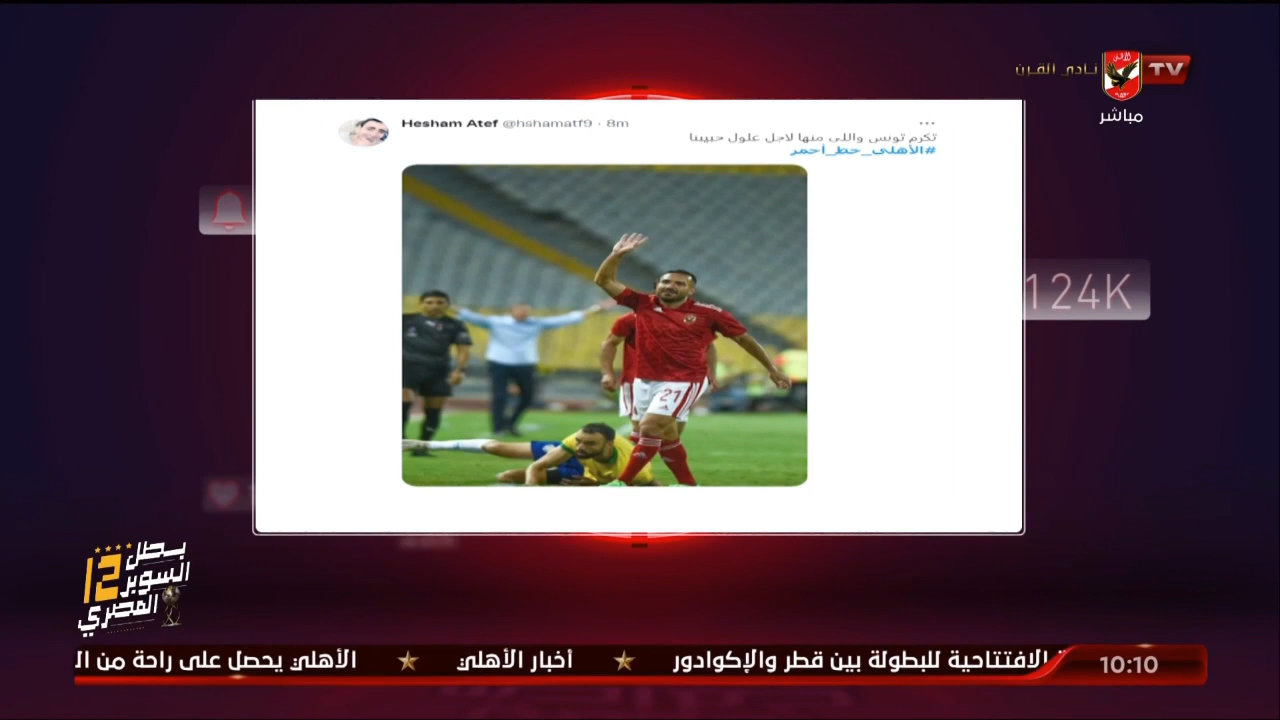 نادي القرن
TV
مباشر
Hesham Atef @hshamatf9 · 8m
...
تكرم تونس واللى منها لاجل علول حبيبنا
#الأهلى_خط_أحمر
21
124K
بطل
12
السوبر
المصري
ة الافتتاحية للبطولة بين قطر والإكوادور ★ أخبار الأهلي ★ الأهلي يحصل على راحة من ال
10:10